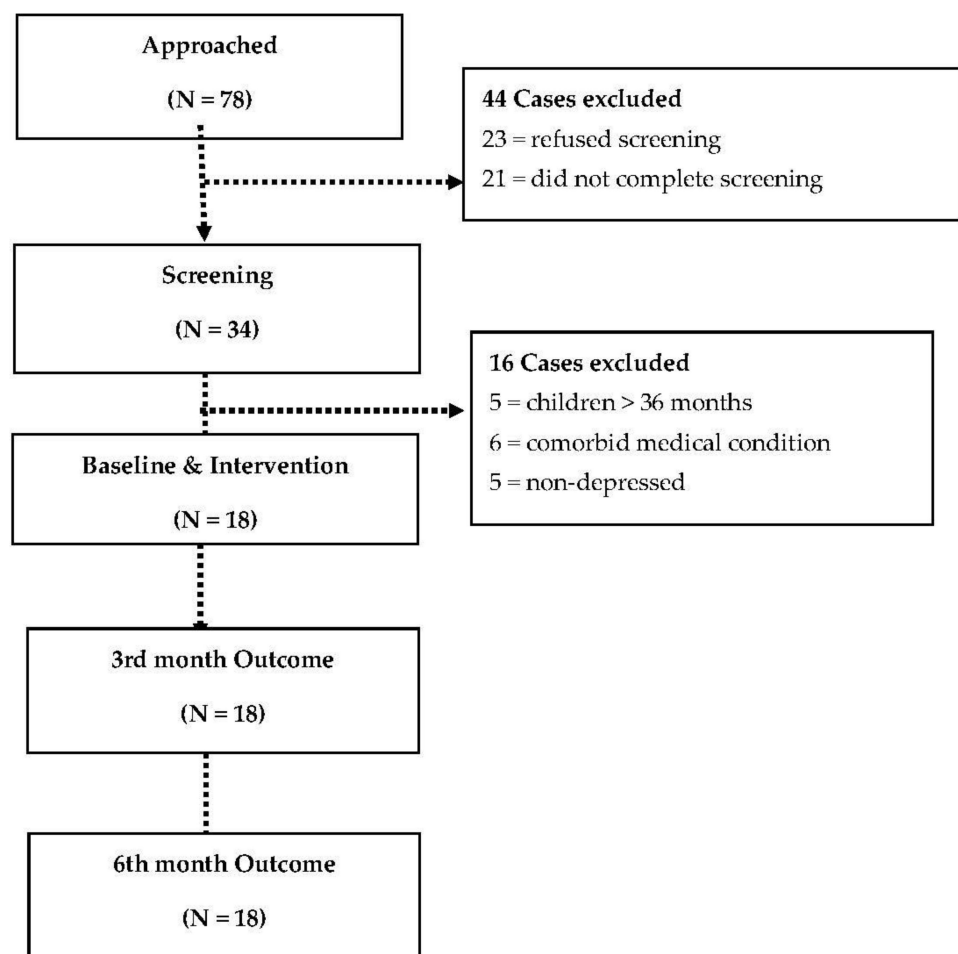 Approached
(N = 78)
44 Cases excluded
23 = refused screening
21 = did not complete screening
Screening
(N = 34)
16 Cases excluded
5 = children > 36 months
6 = comorbid medical condition
5 = non-depressed
Baseline & Intervention
(N = 18)
3rd month Outcome
(N = 18)
6th month Outcome
(N = 18)